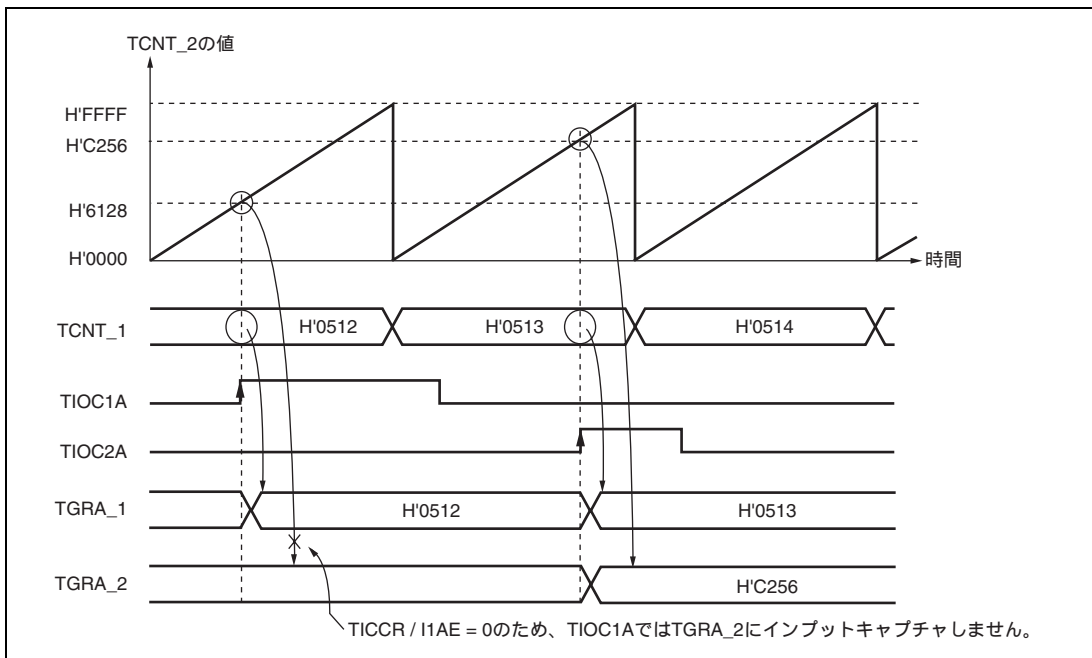 TCNT_2の値
H'FFFF
H'C256
H'6128
H'0000
時間
TCNT_1
H'0512
H'0513
H'0514
TIOC1A
TIOC2A
TGRA_1
H'0512
H'0513
TGRA_2
H'C256
TICCR / I1AE = 0のため、TIOC1AではTGRA_2にインプットキャプチャしません。